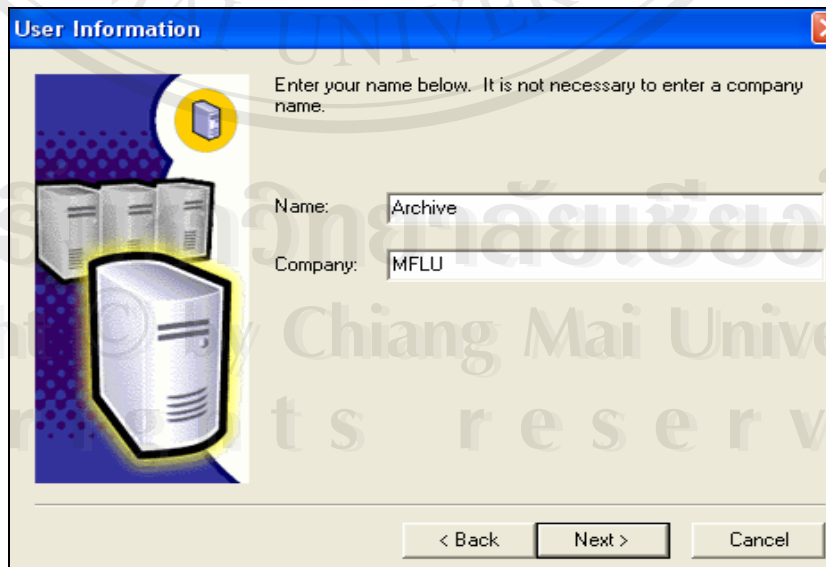 User Information
Enter your name below. It is not necessary to enter a company
name.
Name: Archive
Company: MFLU
< Back Next > Cancel
by Chiang Mai
r e s e r v